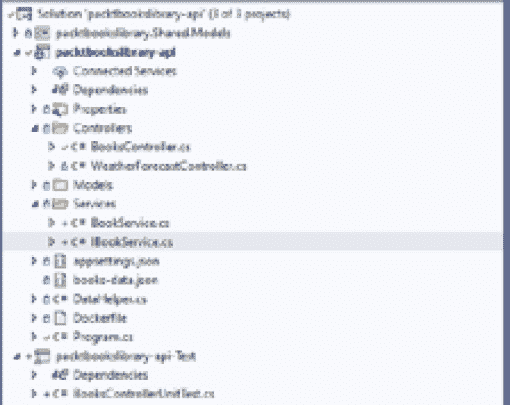 Solution 'packtbookslibrary-api' (3 of 3 projects)
packtbookslibrary.Shared.Models
packtbookslibrary-api
Connected Services
Dependencies
Properties
Controllers
C# BooksController.cs
C# WeatherForecastController.cs
Models
Services
C# BookService.cs
C# IBookService.cs
appsettings.json
books-data.json
C# DataHelper.cs
Dockerfile
C# Program.cs
packtbookslibrary-api-Test
Dependencies
C# BooksControllerUnitTest.cs